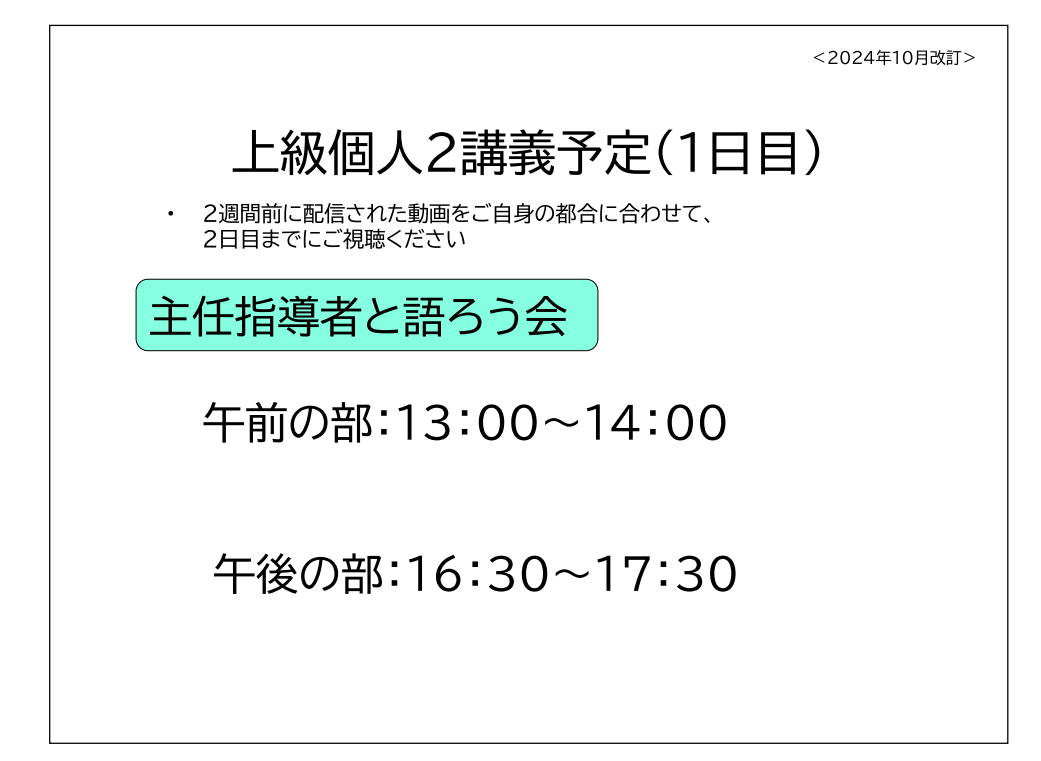 ＜2024年10月改訂＞
上級個人2講義予定（1日目）
・ 2週間前に配信された動画をご自身の都合に合わせて、
2日目までにご視聴ください
主任指導者と語ろう会
午前の部：13：00～14：00
午後の部：16：30～17：30